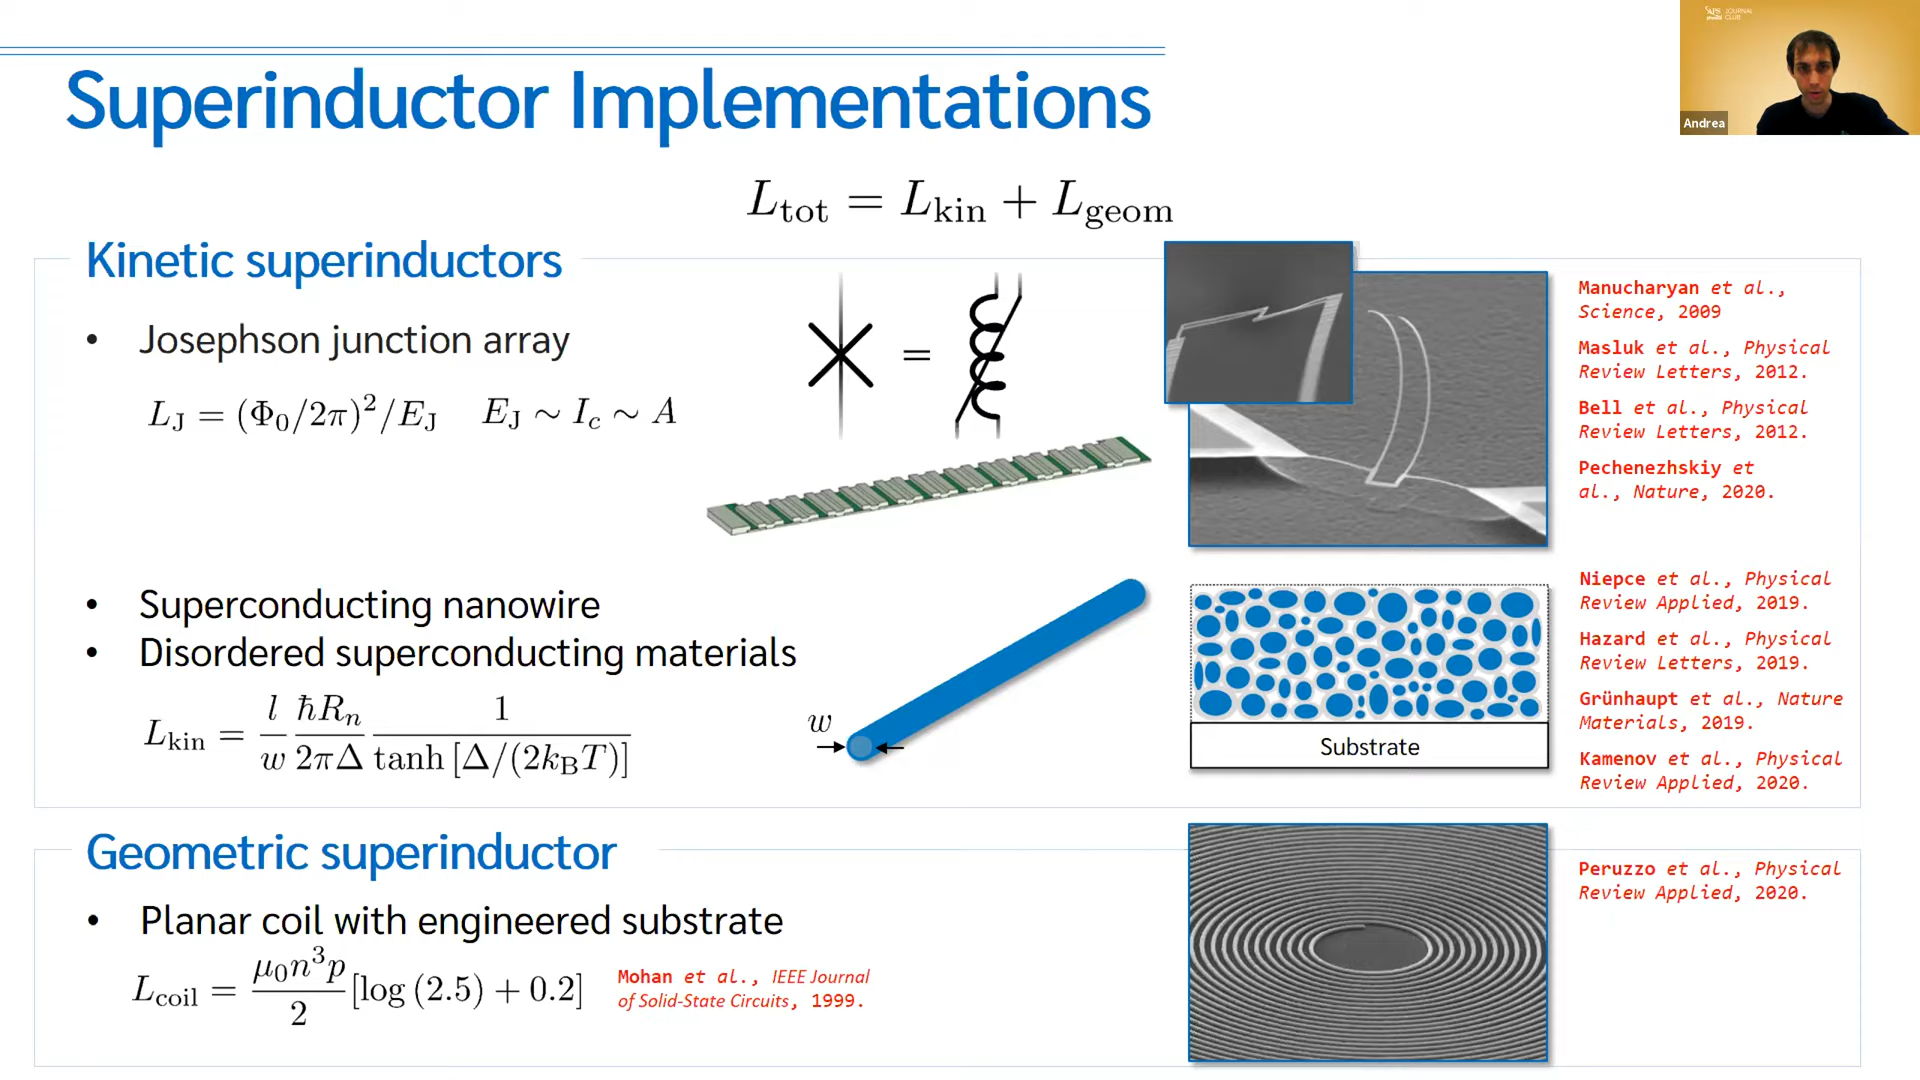 APS
physics
JOURNAL
CLUB
Andrea
Superinductor Implementations
L_tot = L_kin + L_geom
Kinetic superinductors
• Josephson junction array
L_J = (Φ_0/2π)^2/E_J   E_J ∼ I_c ∼ A
=
Manucharyan et al.,
Science, 2009
Masluk et al., Physical
Review Letters, 2012.
Bell et al., Physical
Review Letters, 2012.
Pechenezhskiy et
al., Nature, 2020.
• Superconducting nanowire
• Disordered superconducting materials
L_kin = l/w ħR_n/2πΔ 1/tanh [Δ/(2k_BT)]
w
Substrate
Niepce et al., Physical
Review Applied, 2019.
Hazard et al., Physical
Review Letters, 2019.
Grünhaupt et al., Nature
Materials, 2019.
Kamenov et al., Physical
Review Applied, 2020.
Geometric superinductor
• Planar coil with engineered substrate
L_coil = μ_0n^3p/2 [log (2.5) + 0.2]
Mohan et al., IEEE Journal
of Solid-State Circuits, 1999.
Peruzzo et al., Physical
Review Applied, 2020.